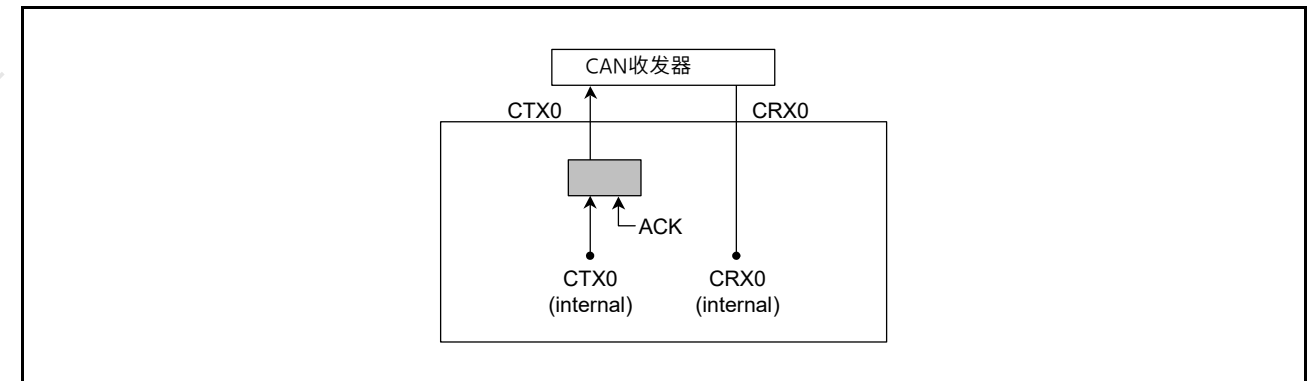 CAN收发器
CTX0
CRX0
ACK
CTX0
(internal)
CRX0
(internal)